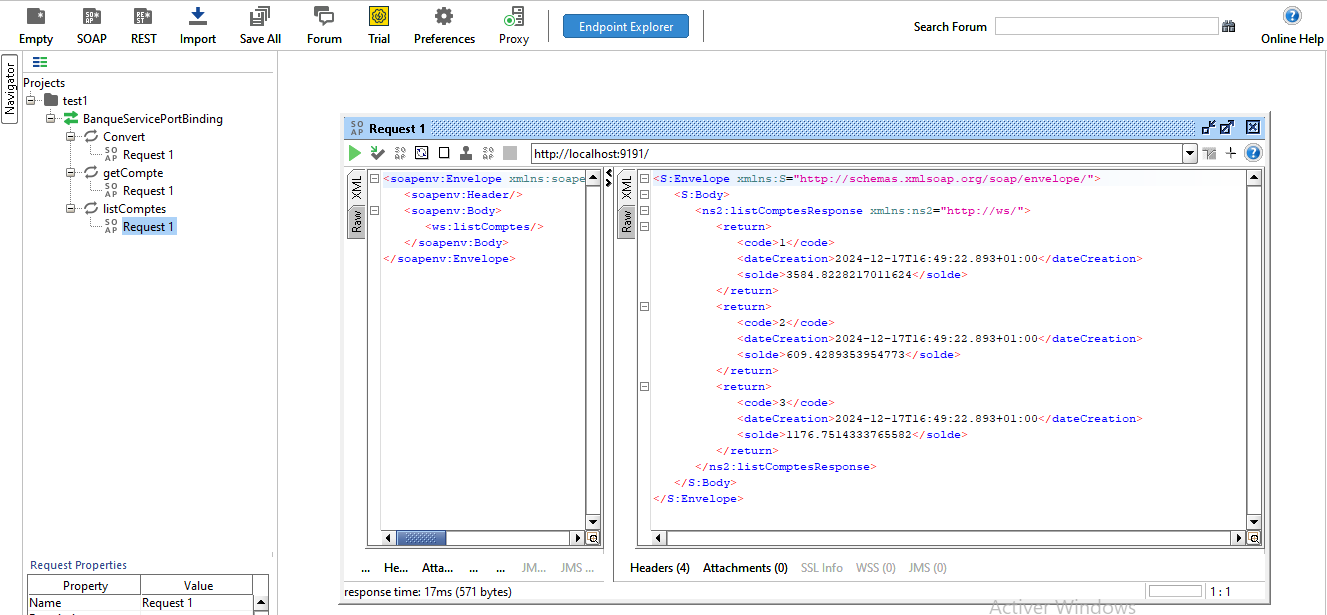 Empty SOAP REST Import Save All Forum Trial Preferences Proxy Endpoint Explorer Search Forum Online Help
Navigator
Projects
test1
BanqueServicePortBinding
Convert
SO AP Request 1
getCompte
SO AP Request 1
listComptes
SO AP Request 1
Request Properties
Property Value
Name Request 1
SO AP Request 1
http://localhost:9191/
XML
Raw
<soapenv:Envelope xmlns:soape
<soapenv:Header/>
<soapenv:Body>
<ws:listComptes/>
</soapenv:Body>
</soapenv:Envelope>
... He... Atta... ... ... JM... JMS ...
XML
Raw
<S:Envelope xmlns:S="http://schemas.xmlsoap.org/soap/envelope/">
<S:Body>
<ns2:listComptesResponse xmlns:ns2="http://ws/">
<return>
<code>1</code>
<dateCreation>2024-12-17T16:49:22.893+01:00</dateCreation>
<solde>3584.8228217011624</solde>
</return>
<return>
<code>2</code>
<dateCreation>2024-12-17T16:49:22.893+01:00</dateCreation>
<solde>609.4289353954773</solde>
</return>
<return>
<code>3</code>
<dateCreation>2024-12-17T16:49:22.893+01:00</dateCreation>
<solde>1176.7514333765582</solde>
</return>
</ns2:listComptesResponse>
</S:Body>
</S:Envelope>
Headers (4) Attachments (0) SSL Info WSS (0) JMS (0)
response time: 17ms (571 bytes)
1 : 1
Activer Windows